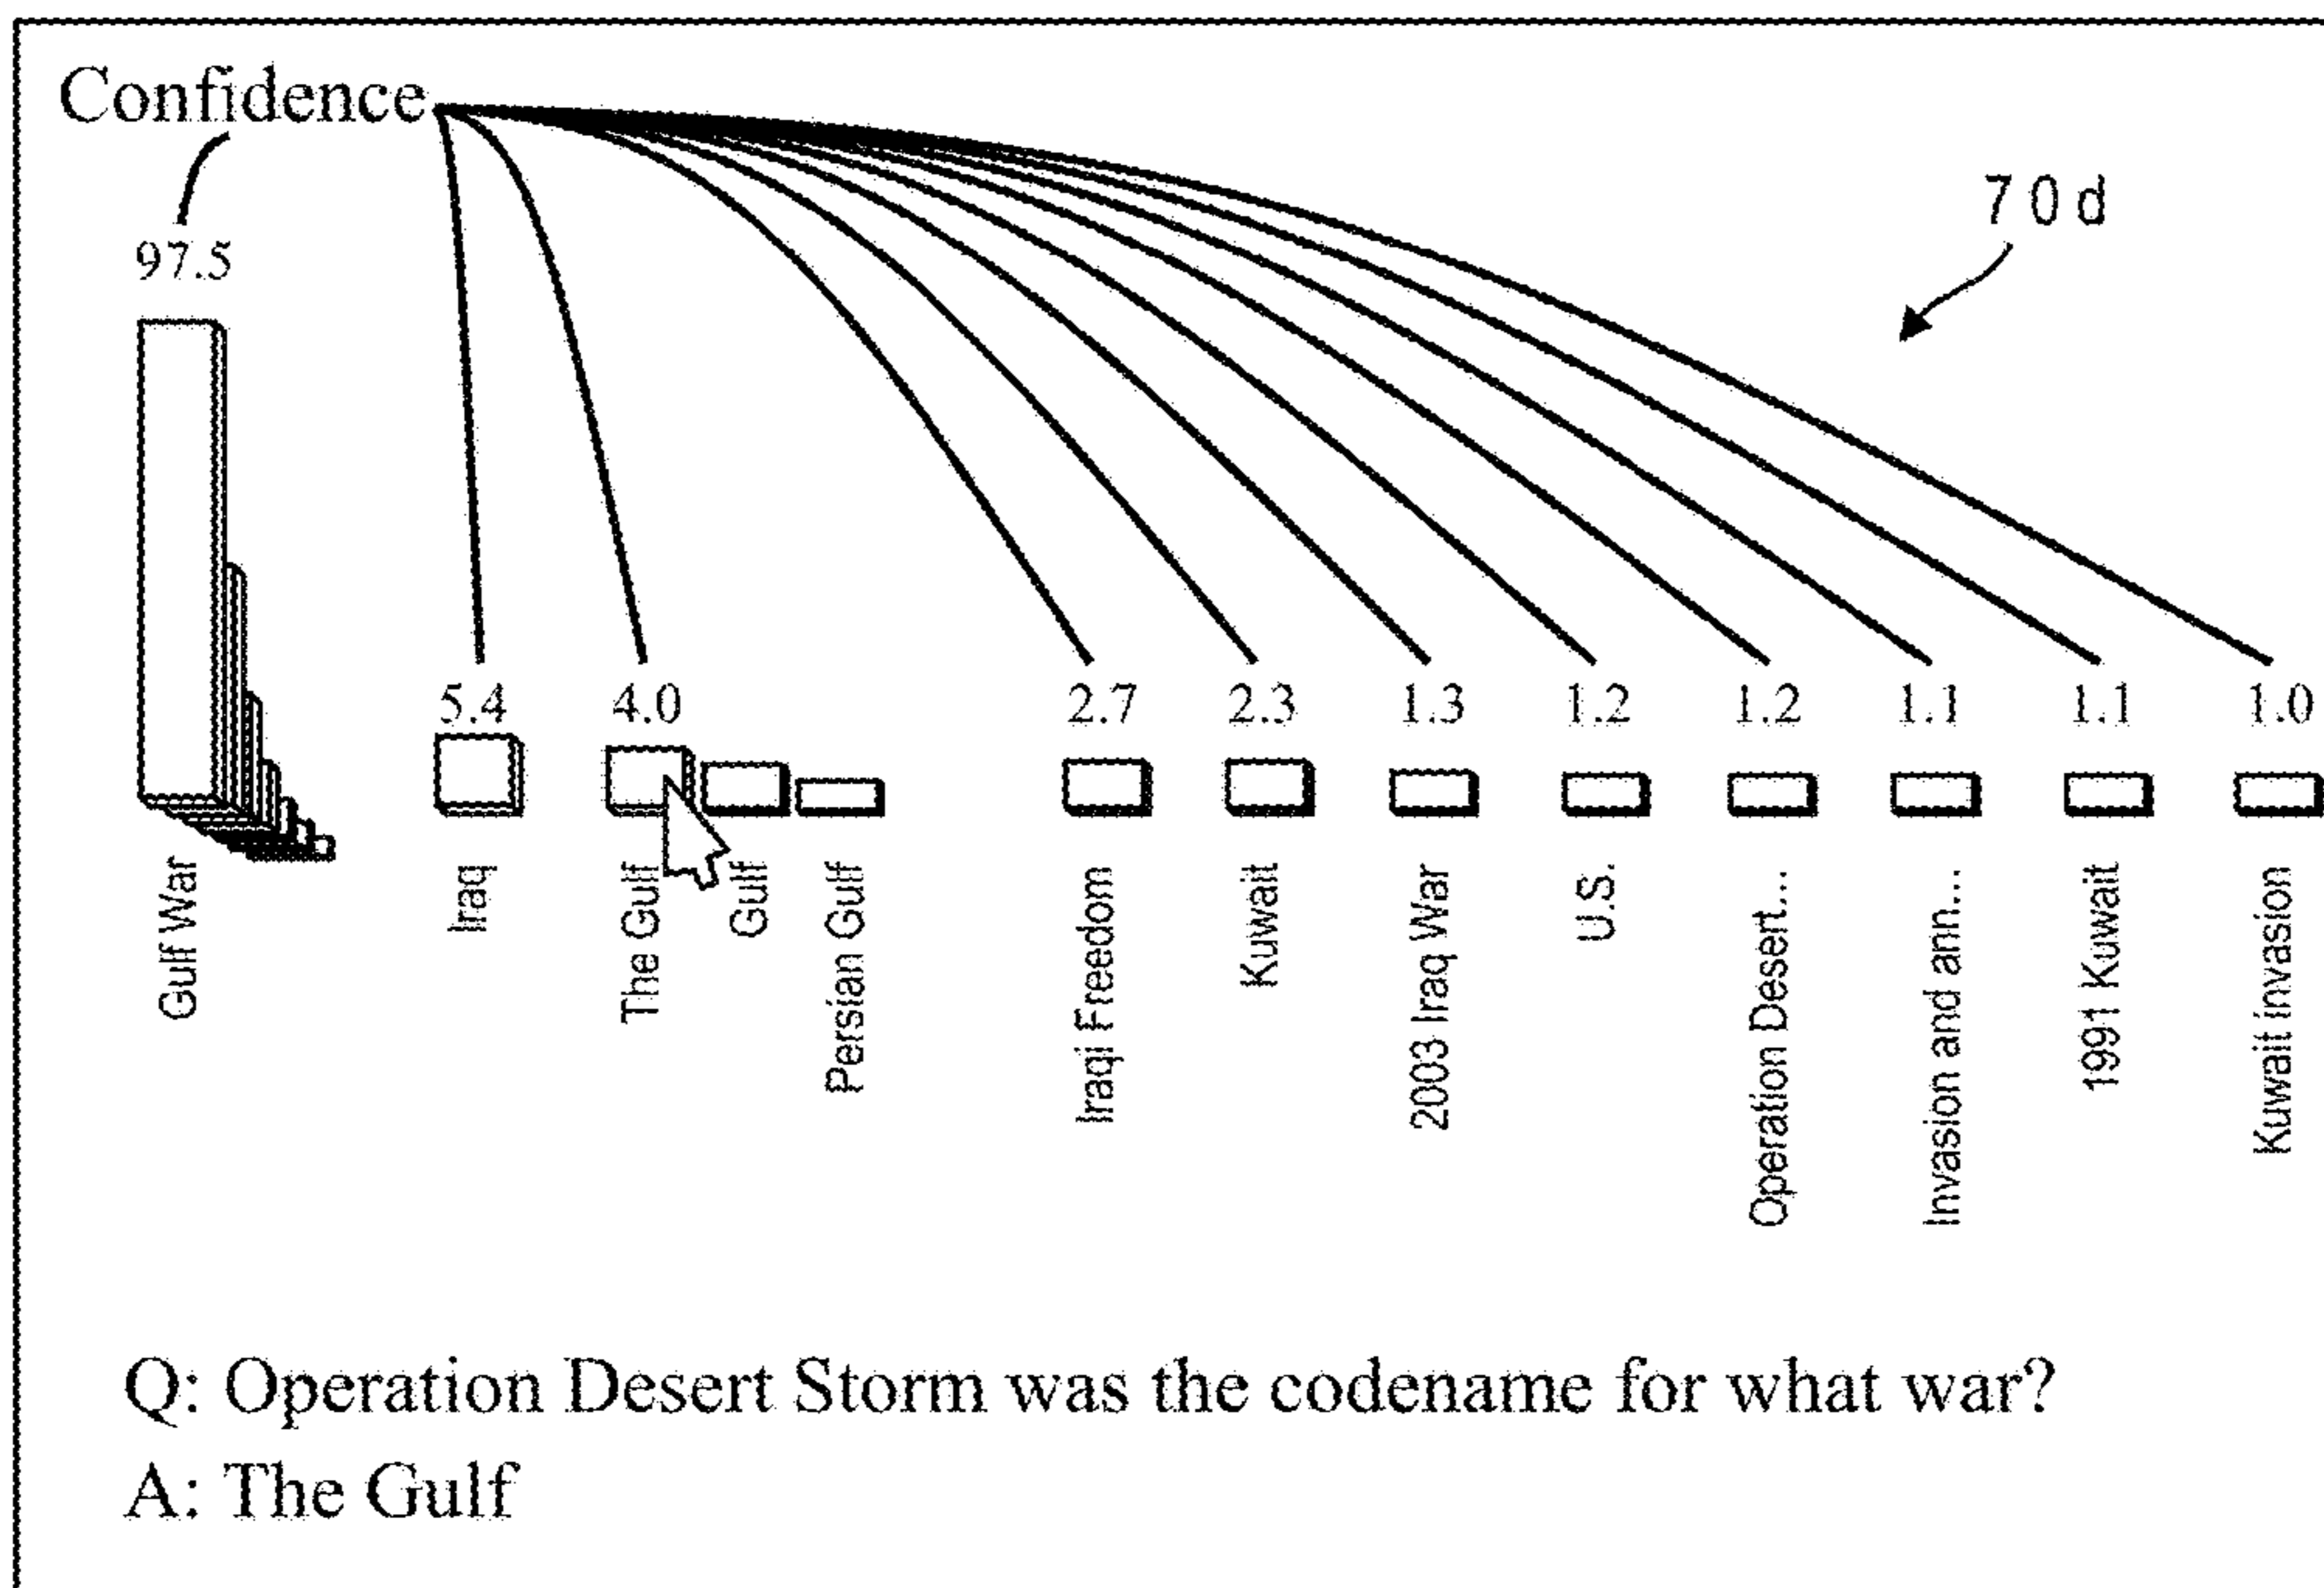 Confidence
70d
97.5
5.4 4.0 2.7 2.3 1.3 1.2 1.2 1.1 1.1 1.0
Gulf War
Iraq
The Gulf
Gulf
Persian Gulf
Iraqi Freedom
Kuwait
2003 Iraq War
U.S.
Operation Desert...
Invasion and ann...
1991 Kuwait
Kuwait invasion
Q: Operation Desert Storm was the codename for what war?
A: The Gulf